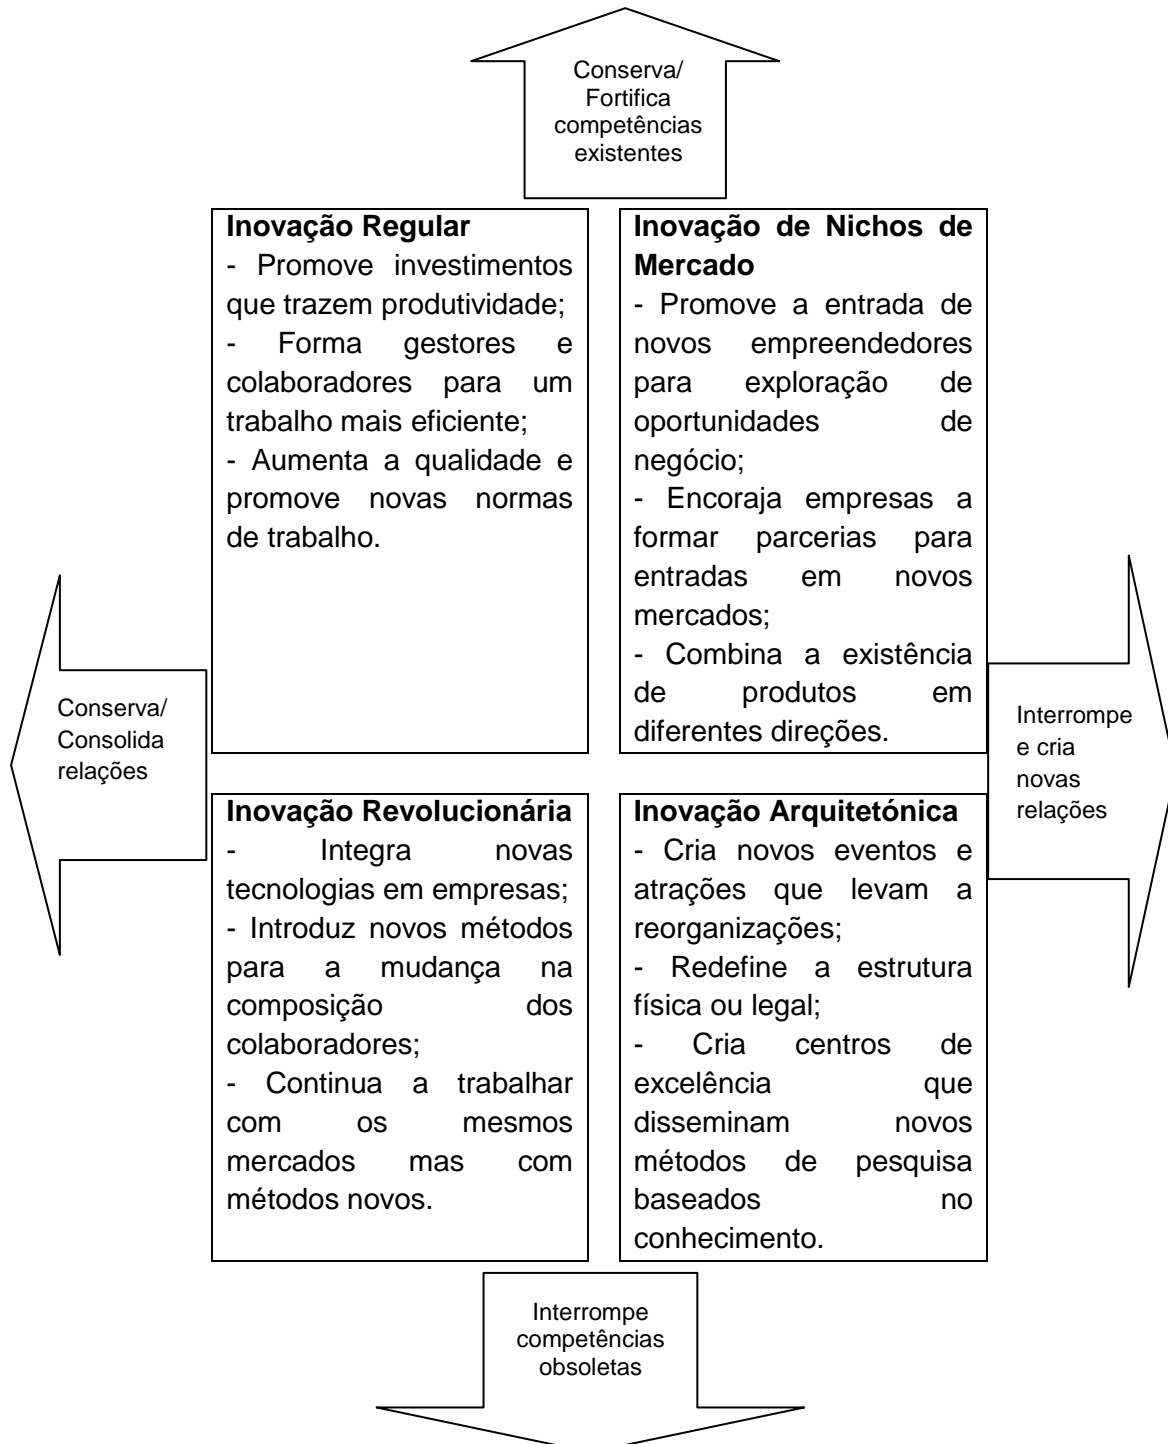 Conserva/
Fortifica
competências
existentes
Inovação Regular
- Promove investimentos
que trazem produtividade;
- Forma gestores e
colaboradores para um
trabalho mais eficiente;
- Aumenta a qualidade e
promove novas normas
de trabalho.
Inovação de Nichos de
Mercado
- Promove a entrada de
novos empreendedores
para exploração de
oportunidades de
negócio;
- Encoraja empresas a
formar parcerias para
entradas em novos
mercados;
- Combina a existência
de produtos em
diferentes direções.
Conserva/
Consolida
relações
Interrompe
e cria
novas
relações
Inovação Revolucionária
- Integra novas
tecnologias em empresas;
- Introduz novos métodos
para a mudança na
composição dos
colaboradores;
- Continua a trabalhar
com os mesmos
mercados mas com
métodos novos.
Inovação Arquitetónica
- Cria novos eventos e
atrações que levam a
reorganizações;
- Redefine a estrutura
física ou legal;
- Cria centros de
excelência que
disseminam novos
métodos de pesquisa
baseados no
conhecimento.
Interrompe
competências
obsoletas